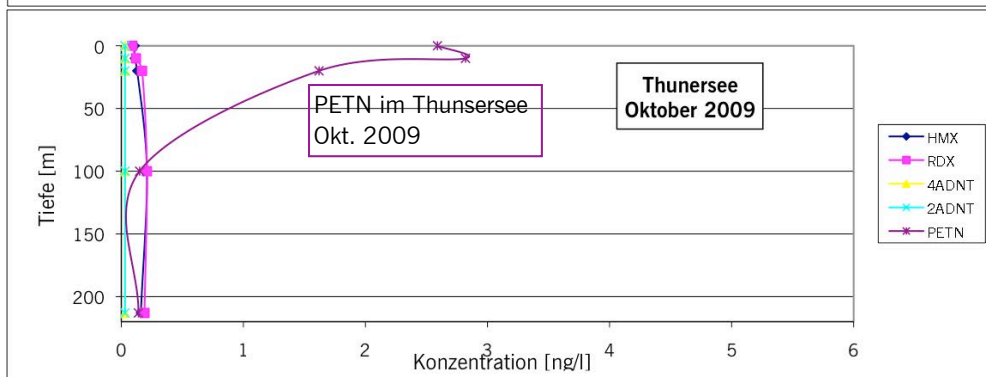 0
50
100
150
200
Tiefe [m]
PETN im Thunsersee
Okt. 2009
Thunersee
Oktober 2009
HMX
RDX
4ADNT
2ADNT
PETN
0 1 2 3 4 5 6
Konzentration [ng/l]